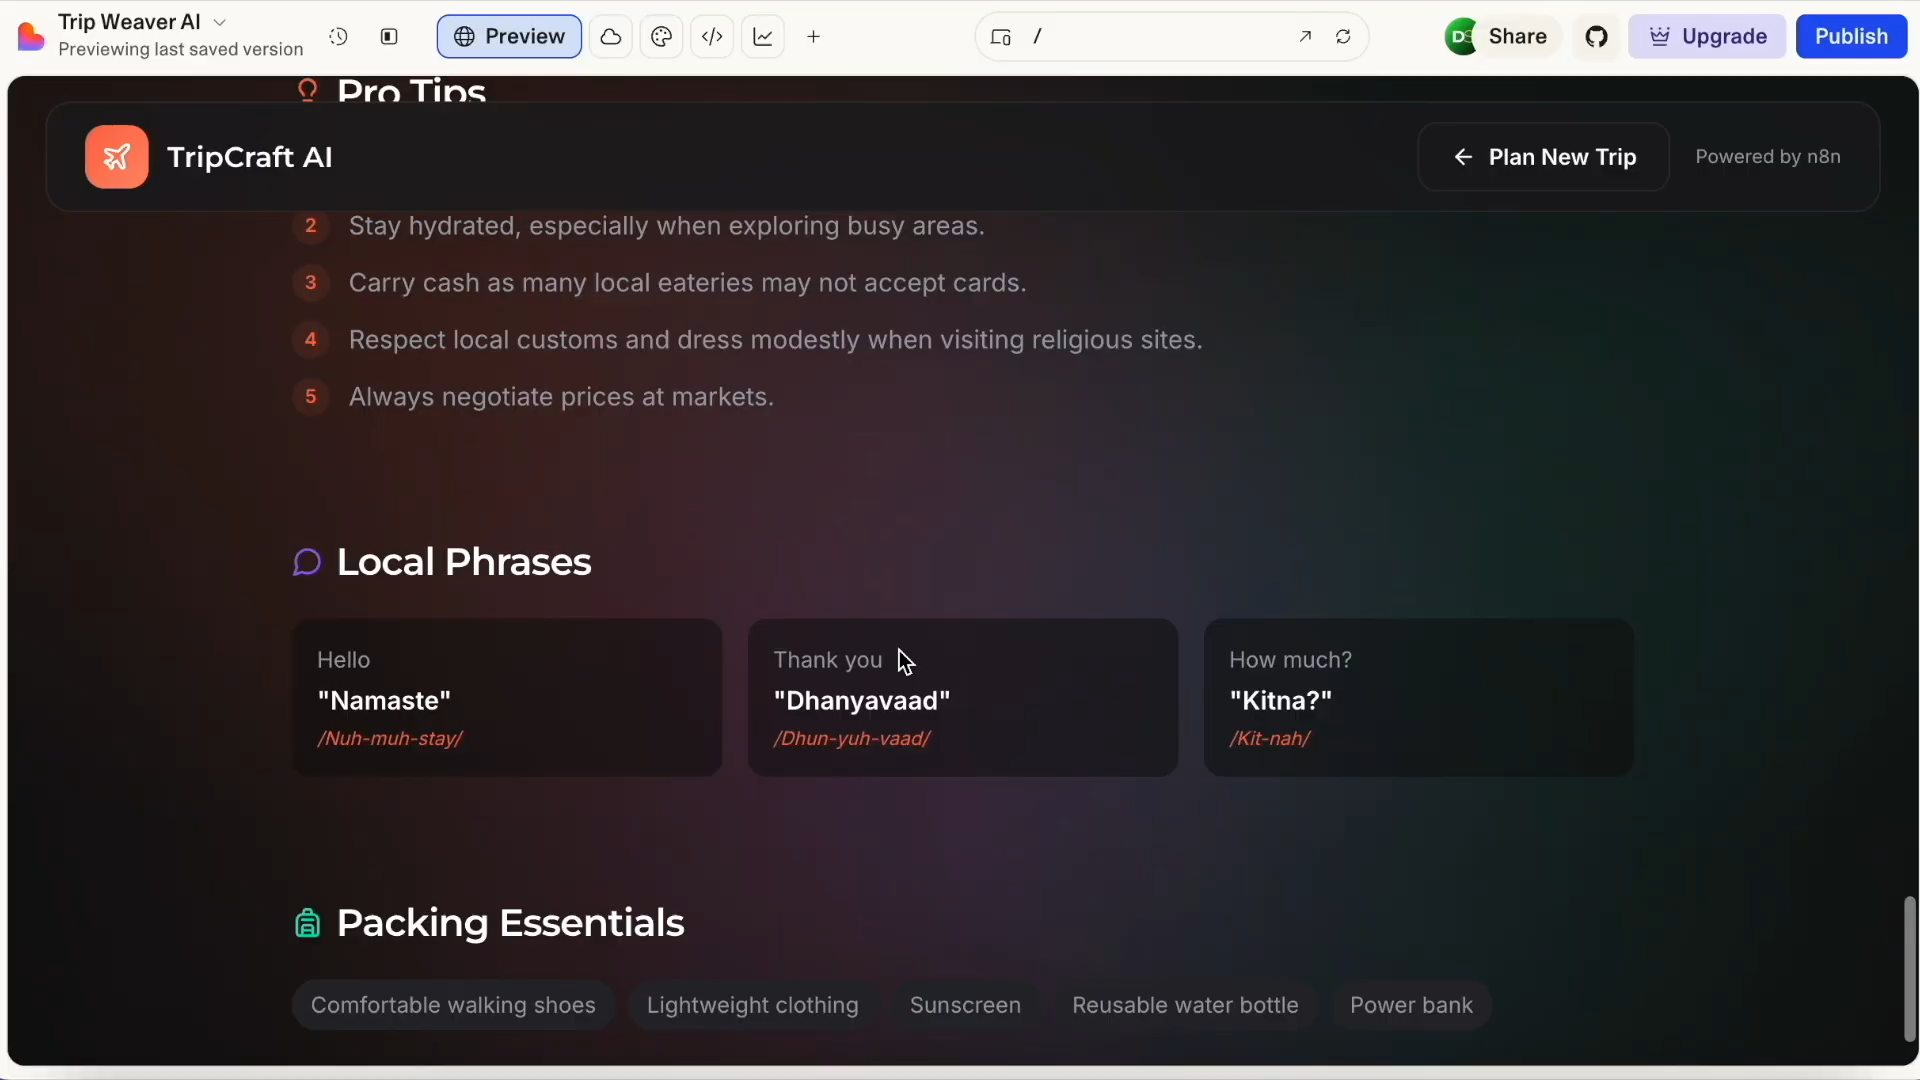 Trip Weaver AI
Previewing last saved version
Preview
/
DS
Share
Upgrade
Publish
Pro Tips
TripCraft AI
Plan New Trip
Powered by n8n
2 Stay hydrated, especially when exploring busy areas.
3 Carry cash as many local eateries may not accept cards.
4 Respect local customs and dress modestly when visiting religious sites.
5 Always negotiate prices at markets.
Local Phrases
Hello
"Namaste"
/Nuh-muh-stay/
Thank you
"Dhanyavaad"
/Dhun-yuh-vaad/
How much?
"Kitna?"
/Kit-nah/
Packing Essentials
Comfortable walking shoes
Lightweight clothing
Sunscreen
Reusable water bottle
Power bank